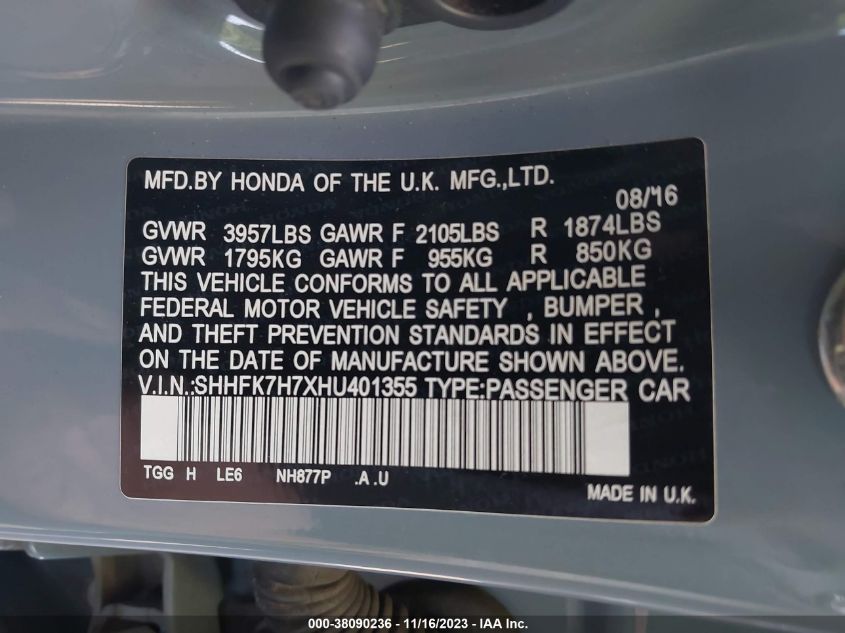 MFD.BY HONDA OF THE U.K. MFG.,LTD.
08/'16
GVWR 3957LBS GAWR F 2105LBS R 1874LBS
GVWR 1795KG GAWR F 955KG R 850KG
THIS VEHICLE CONFORMS TO ALL APPLICABLE
FEDERAL MOTOR VEHICLE SAFETY , BUMPER ,
AND THEFT PREVENTION STANDARDS IN EFFECT
ON THE DATE OF MANUFACTURE SHOWN ABOVE.
V.I.N.:SHHFK7H7XHU401355 TYPE:PASSENGER CAR
TGG H LE6 NH877P .A .U
MADE IN U.K.
000-38090236 - 11/16/2023 - IAA Inc.